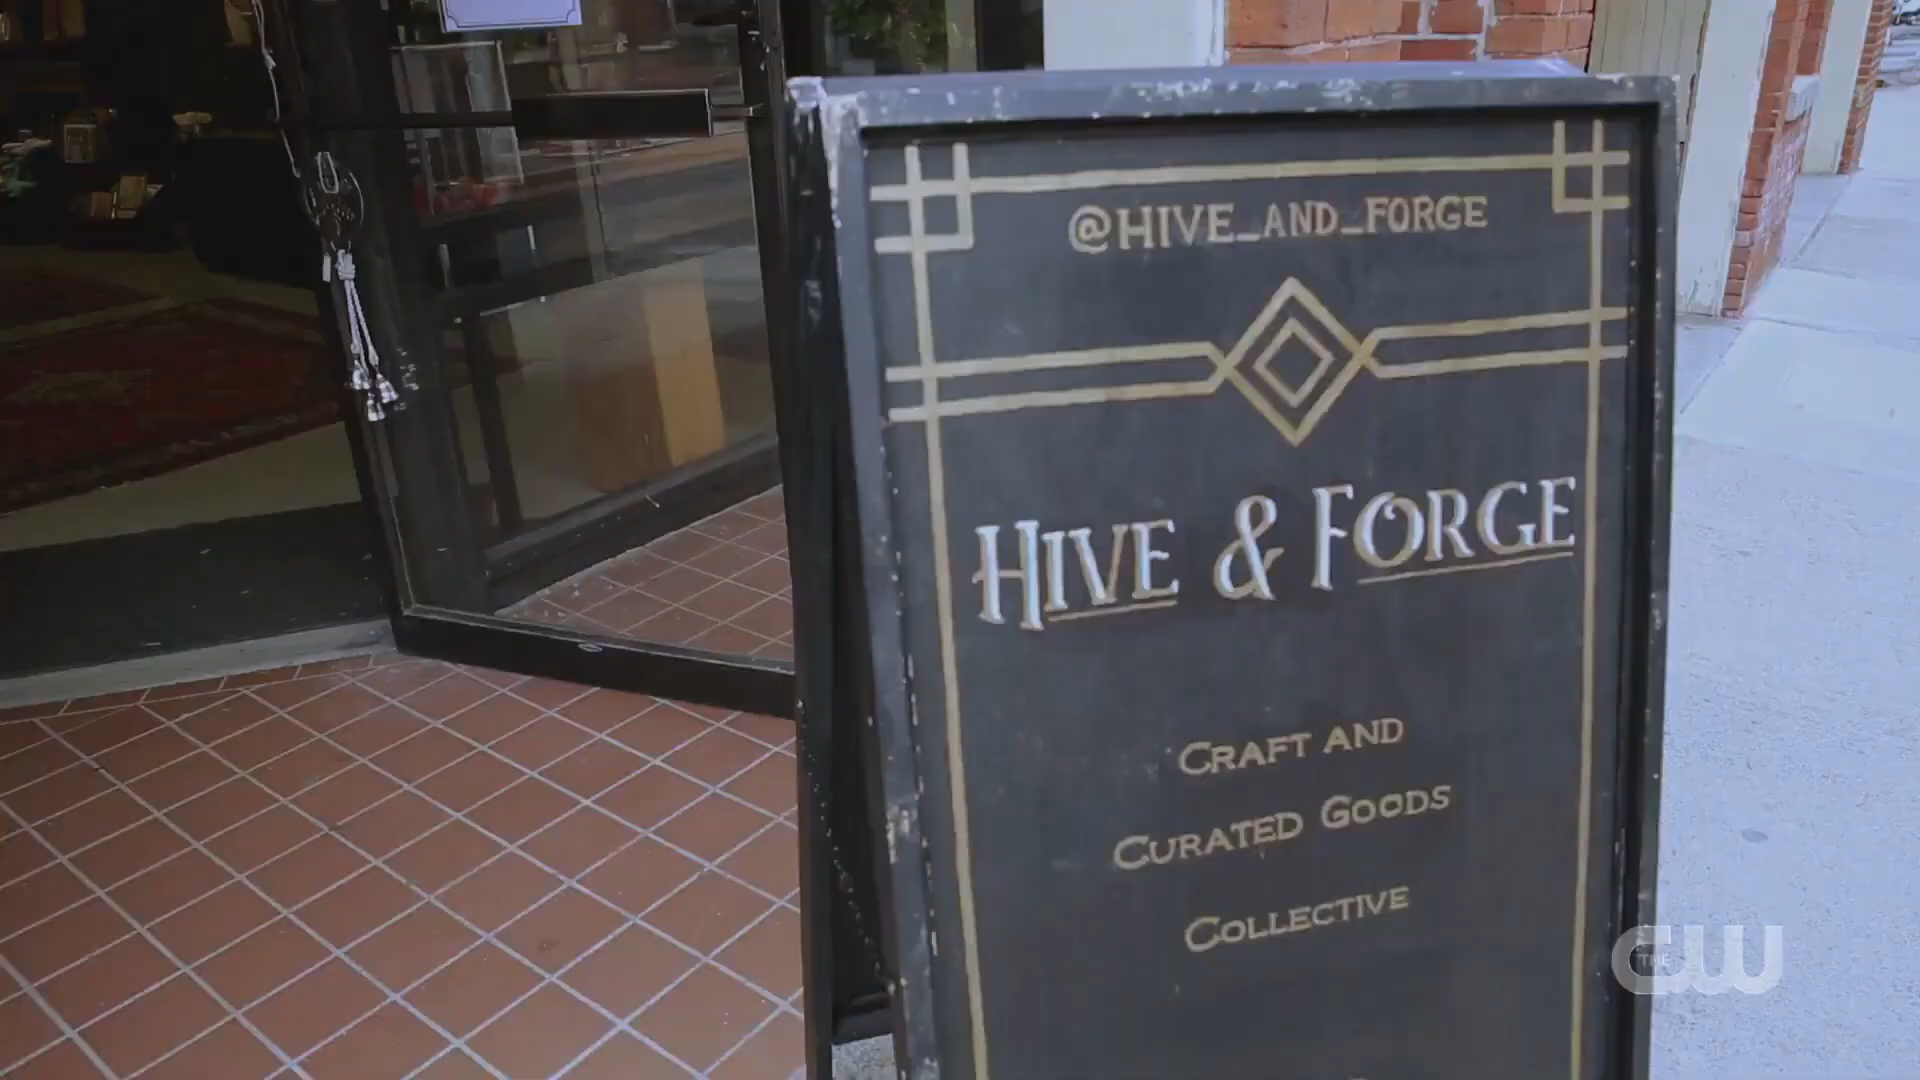 @HIVE_AND_FORGE
HIVE & FORGE
CRAFT AND
CURATED GOODS
COLLECTIVE
THE CW